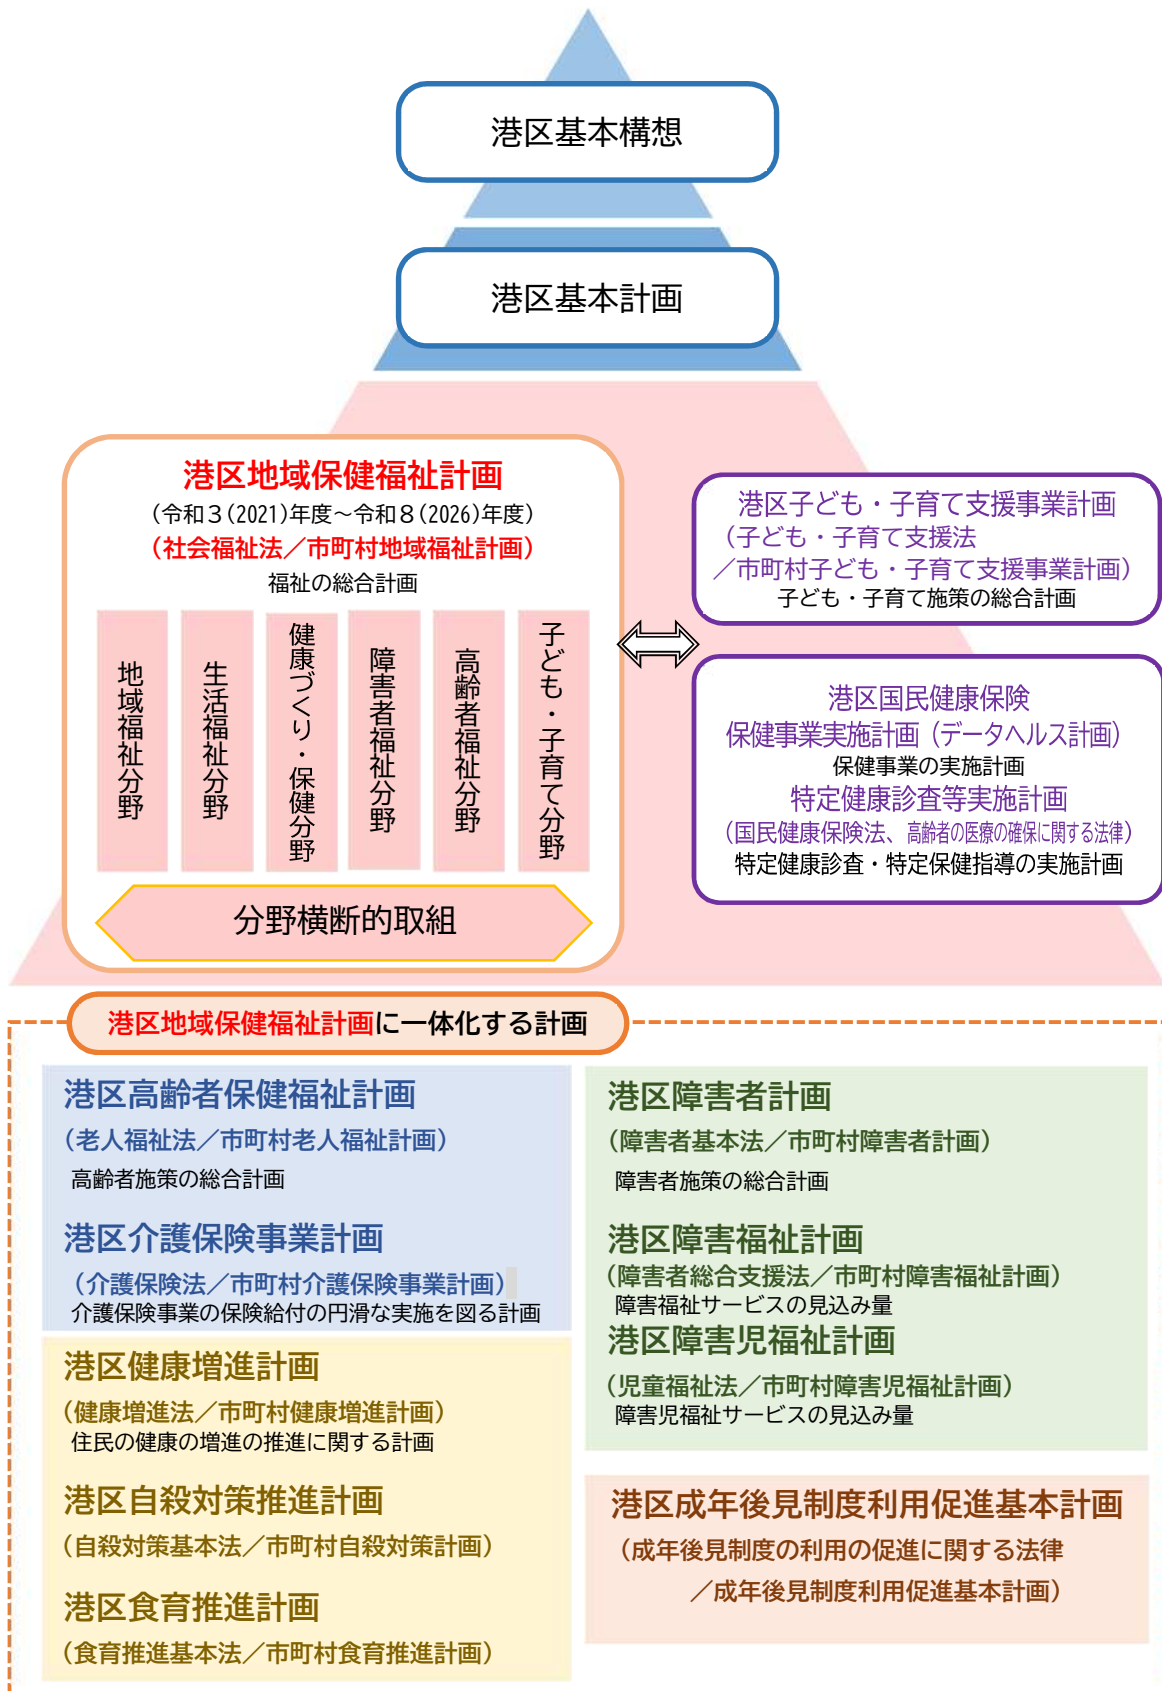 港区基本構想
港区基本計画
港区地域保健福祉計画
（令和３(2021)年度～令和８(2026)年度）
（社会福祉法／市町村地域福祉計画）
福祉の総合計画
地域福祉分野
生活福祉分野
健康づくり・保健分野
障害者福祉分野
高齢者福祉分野
子ども・子育て分野
分野横断的取組
港区子ども・子育て支援事業計画
（子ども・子育て支援法
／市町村子ども・子育て支援事業計画）
子ども・子育て施策の総合計画
港区国民健康保険
保健事業実施計画（データヘルス計画）
保健事業の実施計画
特定健康診査等実施計画
（国民健康保険法、高齢者の医療の確保に関する法律）
特定健康診査・特定保健指導の実施計画
港区地域保健福祉計画に一体化する計画
港区高齢者保健福祉計画
（老人福祉法／市町村老人福祉計画）
高齢者施策の総合計画
港区介護保険事業計画
（介護保険法／市町村介護保険事業計画）
介護保険事業の保険給付の円滑な実施を図る計画
港区健康増進計画
（健康増進法／市町村健康増進計画）
住民の健康の増進の推進に関する計画
港区自殺対策推進計画
（自殺対策基本法／市町村自殺対策計画）
港区食育推進計画
（食育推進基本法／市町村食育推進計画）
港区障害者計画
（障害者基本法／市町村障害者計画）
障害者施策の総合計画
港区障害福祉計画
（障害者総合支援法／市町村障害福祉計画）
障害福祉サービスの見込み量
港区障害児福祉計画
（児童福祉法／市町村障害児福祉計画）
障害児福祉サービスの見込み量
港区成年後見制度利用促進基本計画
（成年後見制度の利用の促進に関する法律
／成年後見制度利用促進基本計画）